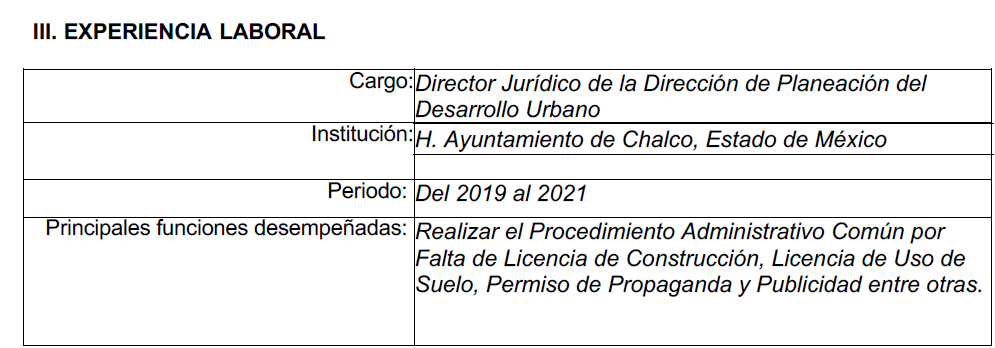 III. EXPERIENCIA LABORAL
Cargo: Director Jurídico de la Dirección de Planeación del
Desarrollo Urbano
Institución: H. Ayuntamiento de Chalco, Estado de México
Periodo: Del 2019 al 2021
Principales funciones desempeñadas: Realizar el Procedimiento Administrativo Común por
Falta de Licencia de Construcción, Licencia de Uso de
Suelo, Permiso de Propaganda y Publicidad entre otras.